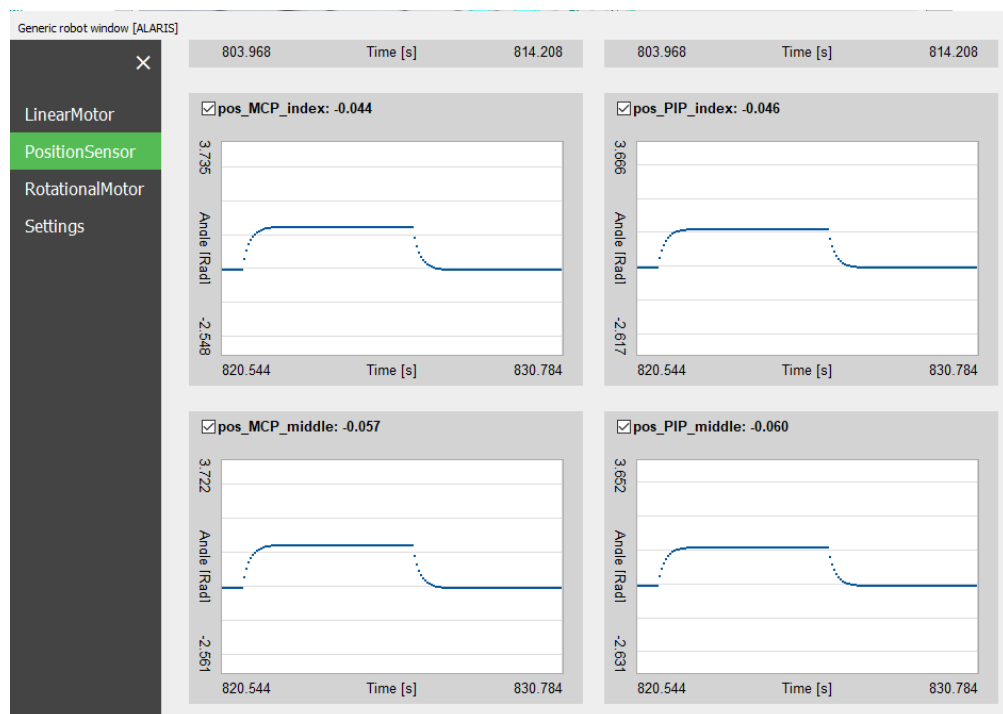 Generic robot window [ALARIS]
×
LinearMotor
PositionSensor
RotationalMotor
Settings
803.968 Time [s] 814.208
803.968 Time [s] 814.208
pos_MCP_index: -0.044
3.735
Angle [Rad]
-2.548
820.544 Time [s] 830.784
pos_PIP_index: -0.046
3.666
Angle [Rad]
-2.617
820.544 Time [s] 830.784
pos_MCP_middle: -0.057
3.722
Angle [Rad]
-2.561
820.544 Time [s] 830.784
pos_PIP_middle: -0.060
3.652
Angle [Rad]
-2.631
820.544 Time [s] 830.784